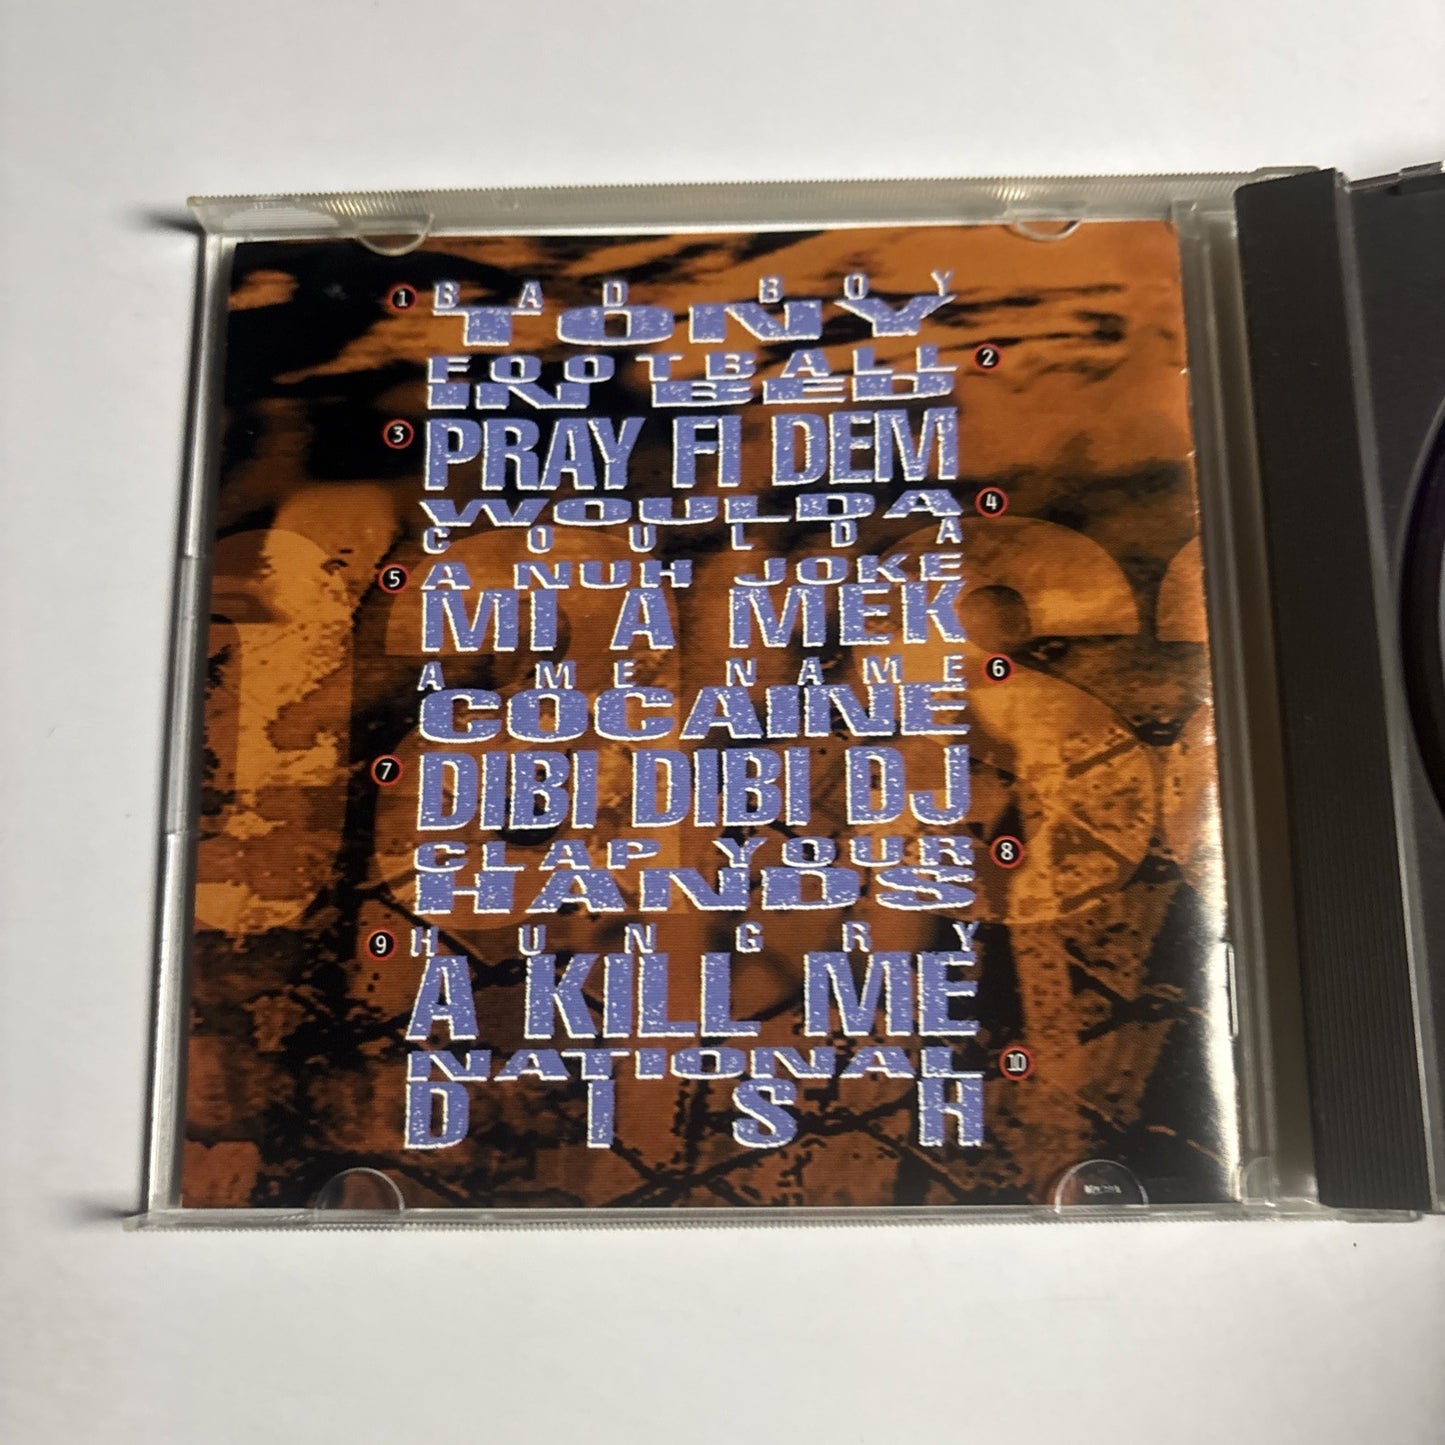 1 BAD BOY
TONY
FOOTBALL 2
IN BED
3 PRAY FI DEM
WOULDA 4
COULDA
5 A NUH JOKE
MI A MEK
A ME NAME 6
COCAINE
7 DIBI DIBI DJ
CLAP YOUR 8
HANDS
9 HUNGRY
A KILL ME
NATIONAL 10
DISH